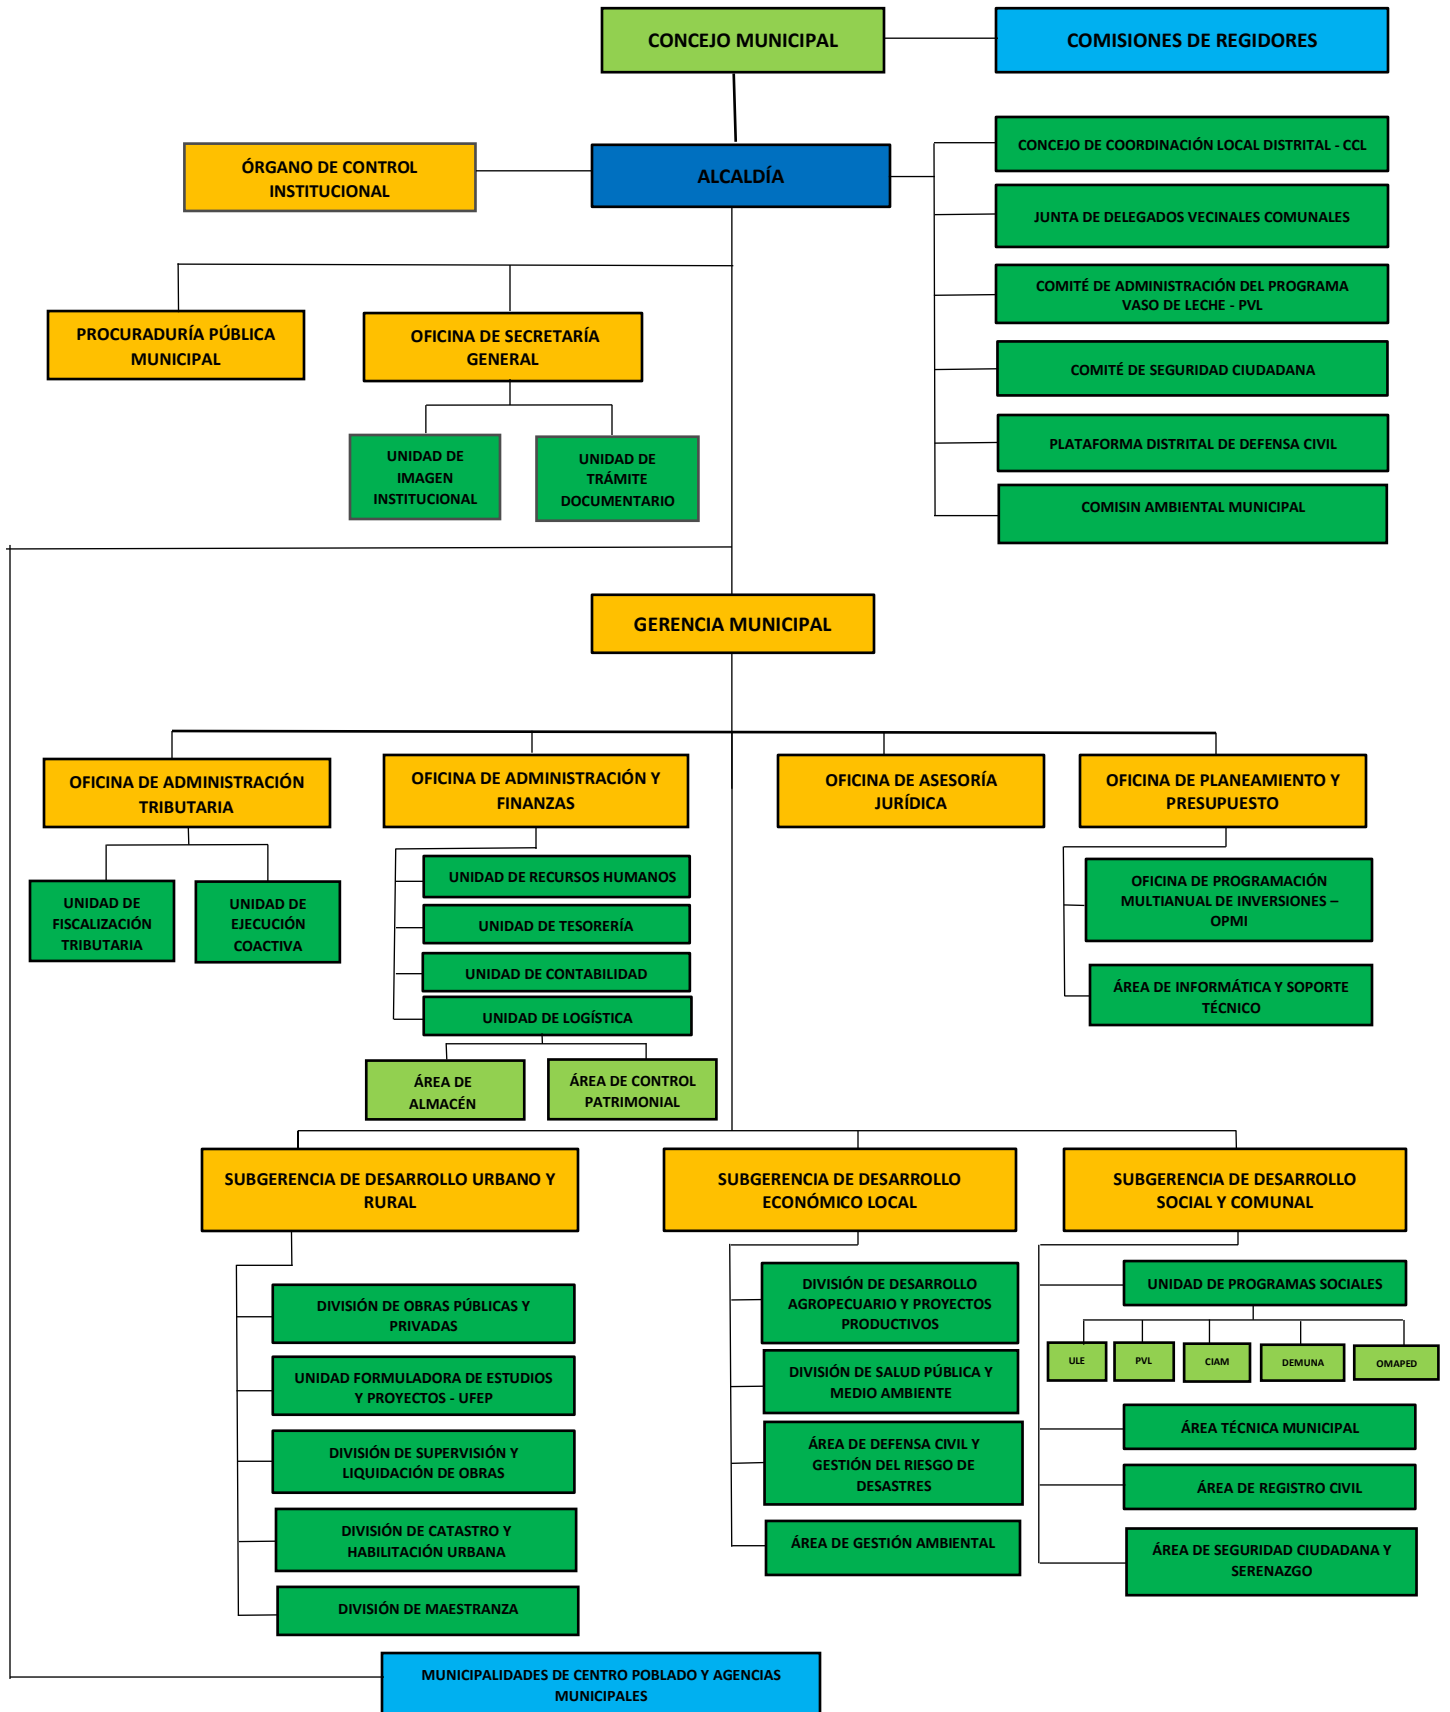 CONCEJO MUNICIPAL
COMISIONES DE REGIDORES
ÓRGANO DE CONTROL
INSTITUCIONAL
ALCALDÍA
CONCEJO DE COORDINACIÓN LOCAL DISTRITAL - CCL
JUNTA DE DELEGADOS VECINALES COMUNALES
COMITÉ DE ADMINISTRACIÓN DEL PROGRAMA
VASO DE LECHE - PVL
COMITÉ DE SEGURIDAD CIUDADANA
PLATAFORMA DISTRITAL DE DEFENSA CIVIL
COMISIN AMBIENTAL MUNICIPAL
PROCURADURÍA PÚBLICA
MUNICIPAL
OFICINA DE SECRETARÍA
GENERAL
UNIDAD DE
IMAGEN
INSTITUCIONAL
UNIDAD DE
TRÁMITE
DOCUMENTARIO
GERENCIA MUNICIPAL
OFICINA DE ADMINISTRACIÓN
TRIBUTARIA
OFICINA DE ADMINISTRACIÓN Y
FINANZAS
OFICINA DE ASESORÍA
JURÍDICA
OFICINA DE PLANEAMIENTO Y
PRESUPUESTO
UNIDAD DE
FISCALIZACIÓN
TRIBUTARIA
UNIDAD DE
EJECUCIÓN
COACTIVA
UNIDAD DE RECURSOS HUMANOS
UNIDAD DE TESORERÍA
UNIDAD DE CONTABILIDAD
UNIDAD DE LOGÍSTICA
ÁREA DE
ALMACÉN
ÁREA DE CONTROL
PATRIMONIAL
OFICINA DE PROGRAMACIÓN
MULTIANUAL DE INVERSIONES –
OPMI
ÁREA DE INFORMÁTICA Y SOPORTE
TÉCNICO
SUBGERENCIA DE DESARROLLO URBANO Y
RURAL
SUBGERENCIA DE DESARROLLO
ECONÓMICO LOCAL
SUBGERENCIA DE DESARROLLO
SOCIAL Y COMUNAL
DIVISIÓN DE OBRAS PÚBLICAS Y
PRIVADAS
UNIDAD FORMULADORA DE ESTUDIOS
Y PROYECTOS - UFEP
DIVISIÓN DE SUPERVISIÓN Y
LIQUIDACIÓN DE OBRAS
DIVISIÓN DE CATASTRO Y
HABILITACIÓN URBANA
DIVISIÓN DE MAESTRANZA
DIVISIÓN DE DESARROLLO
AGROPECUARIO Y PROYECTOS
PRODUCTIVOS
DIVISIÓN DE SALUD PÚBLICA Y
MEDIO AMBIENTE
ÁREA DE DEFENSA CIVIL Y
GESTIÓN DEL RIESGO DE
DESASTRES
ÁREA DE GESTIÓN AMBIENTAL
UNIDAD DE PROGRAMAS SOCIALES
ULE
PVL
CIAM
DEMUNA
OMAPED
ÁREA TÉCNICA MUNICIPAL
ÁREA DE REGISTRO CIVIL
ÁREA DE SEGURIDAD CIUDADANA Y
SERENAZGO
MUNICIPALIDADES DE CENTRO POBLADO Y AGENCIAS
MUNICIPALES